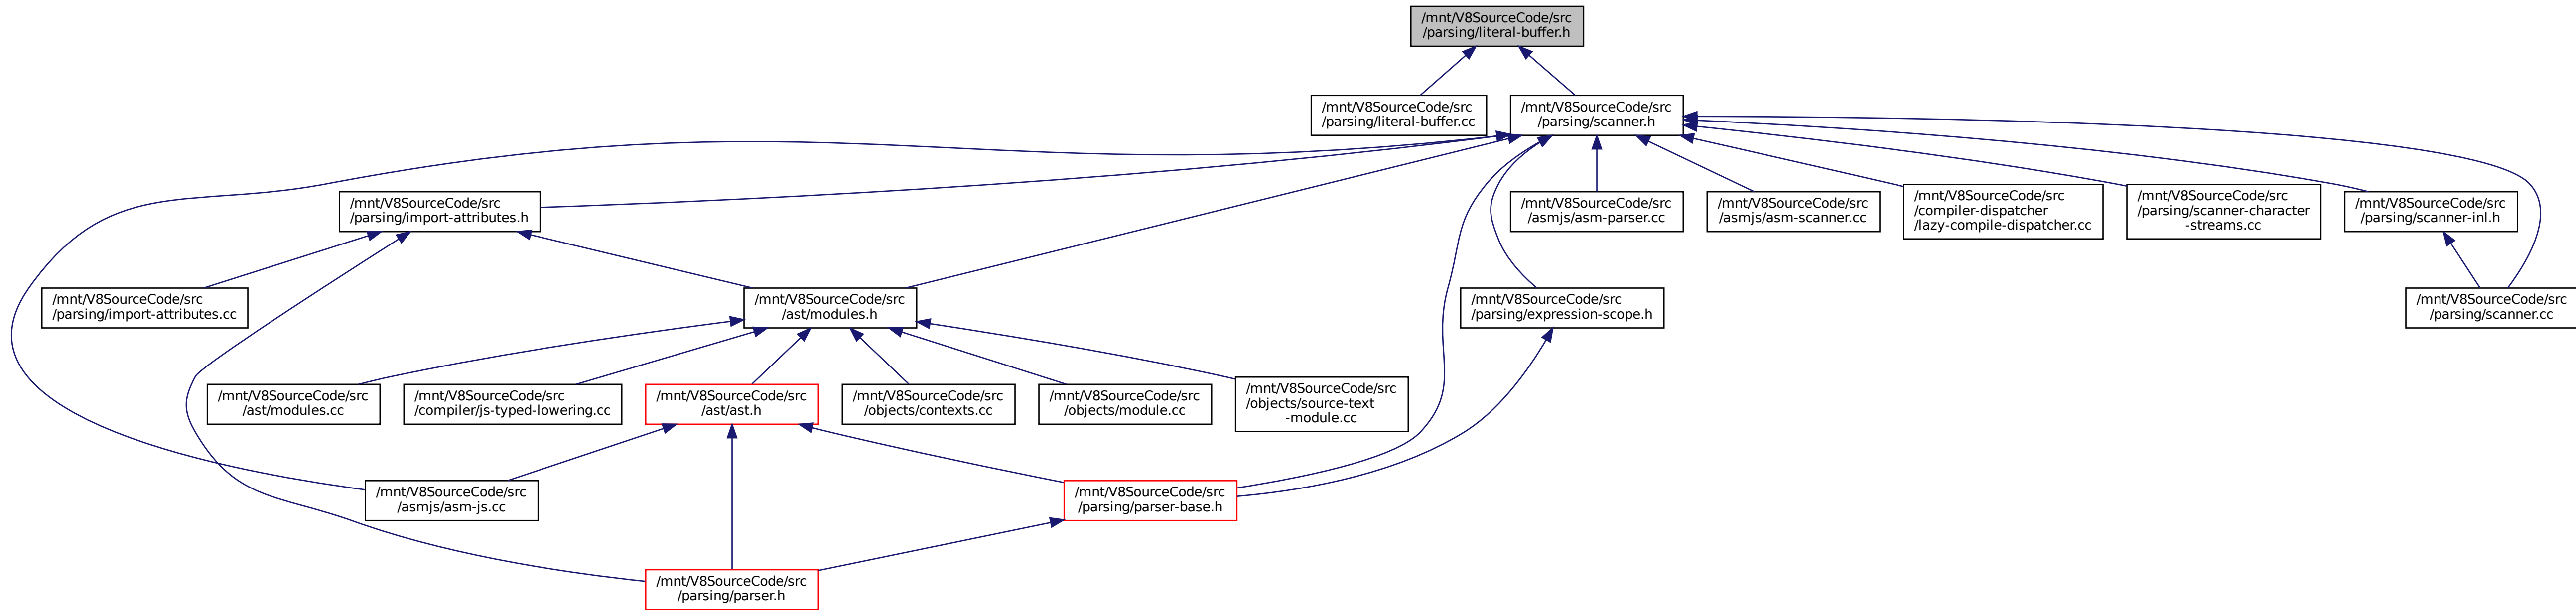 /mnt/V8SourceCode/src
/parsing/literal-buffer.h
/mnt/V8SourceCode/src
/parsing/literal-buffer.cc
/mnt/V8SourceCode/src
/parsing/scanner.h
/mnt/V8SourceCode/src
/parsing/import-attributes.h
/mnt/V8SourceCode/src
/asmjs/asm-parser.cc
/mnt/V8SourceCode/src
/asmjs/asm-scanner.cc
/mnt/V8SourceCode/src
/compiler-dispatcher
/lazy-compile-dispatcher.cc
/mnt/V8SourceCode/src
/parsing/scanner-character
-streams.cc
/mnt/V8SourceCode/src
/parsing/scanner-inl.h
/mnt/V8SourceCode/src
/parsing/import-attributes.cc
/mnt/V8SourceCode/src
/ast/modules.h
/mnt/V8SourceCode/src
/parsing/expression-scope.h
/mnt/V8SourceCode/src
/parsing/scanner.cc
/mnt/V8SourceCode/src
/ast/modules.cc
/mnt/V8SourceCode/src
/compiler/js-typed-lowering.cc
/mnt/V8SourceCode/src
/ast/ast.h
/mnt/V8SourceCode/src
/objects/contexts.cc
/mnt/V8SourceCode/src
/objects/module.cc
/mnt/V8SourceCode/src
/objects/source-text
-module.cc
/mnt/V8SourceCode/src
/asmjs/asm-js.cc
/mnt/V8SourceCode/src
/parsing/parser-base.h
/mnt/V8SourceCode/src
/parsing/parser.h